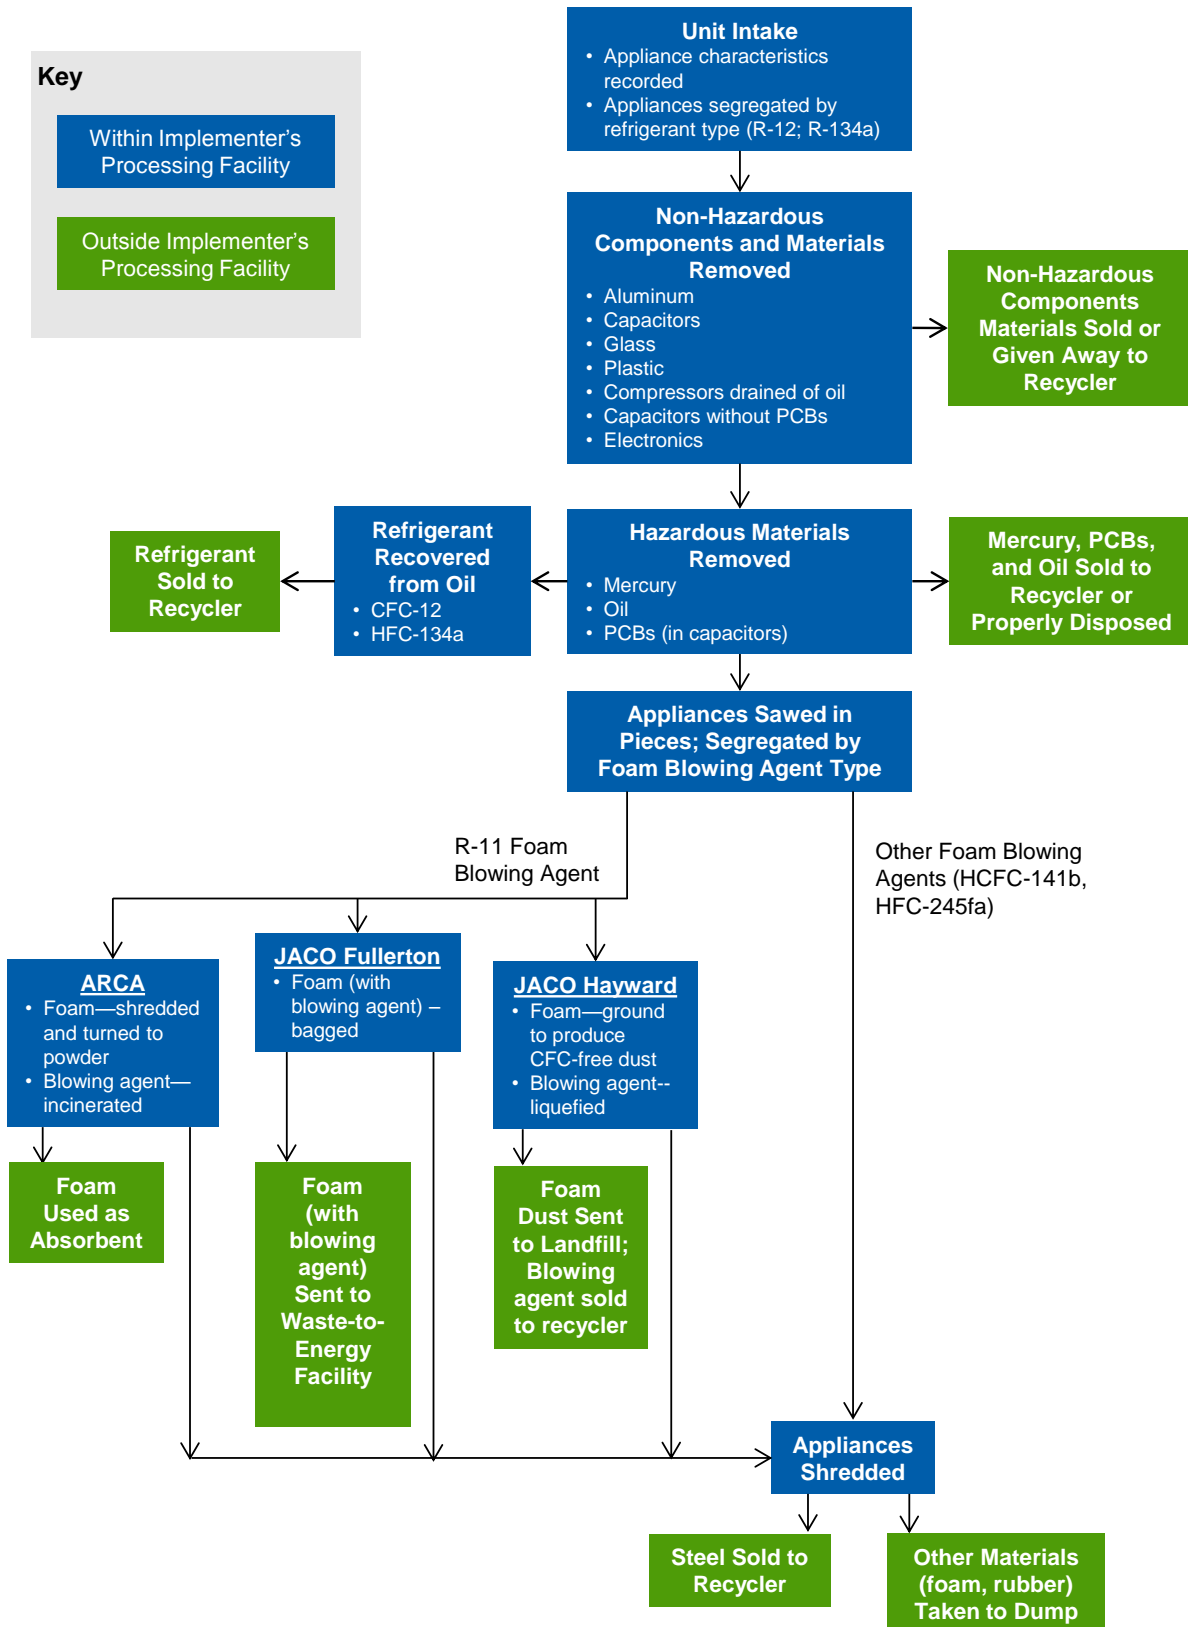 Key
Within Implementer's
Processing Facility
Outside Implementer's
Processing Facility
Unit Intake
• Appliance characteristics
recorded
• Appliances segregated by
refrigerant type (R-12; R-134a)
Non-Hazardous
Components and Materials
Removed
• Aluminum
• Capacitors
• Glass
• Plastic
• Compressors drained of oil
• Capacitors without PCBs
• Electronics
Non-Hazardous
Components
Materials Sold or
Given Away to
Recycler
Refrigerant
Sold to
Recycler
Refrigerant
Recovered
from Oil
• CFC-12
• HFC-134a
Hazardous Materials
Removed
• Mercury
• Oil
• PCBs (in capacitors)
Mercury, PCBs,
and Oil Sold to
Recycler or
Properly Disposed
Appliances Sawed in
Pieces; Segregated by
Foam Blowing Agent Type
R-11 Foam
Blowing Agent
Other Foam Blowing
Agents (HCFC-141b,
HFC-245fa)
ARCA
• Foam—shredded
and turned to
powder
• Blowing agent—
incinerated
JACO Fullerton
• Foam (with
blowing agent) –
bagged
JACO Hayward
• Foam—ground
to produce
CFC-free dust
• Blowing agent--
liquefied
Foam
Used as
Absorbent
Foam
(with
blowing
agent)
Sent to
Waste-to-
Energy
Facility
Foam
Dust Sent
to Landfill;
Blowing
agent sold
to recycler
Appliances
Shredded
Steel Sold to
Recycler
Other Materials
(foam, rubber)
Taken to Dump